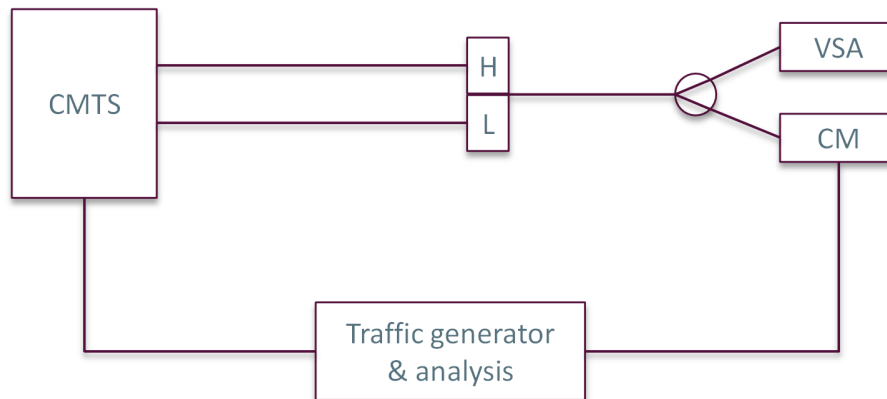 CMTS
H
L
VSA
CM
Traffic generator
& analysis